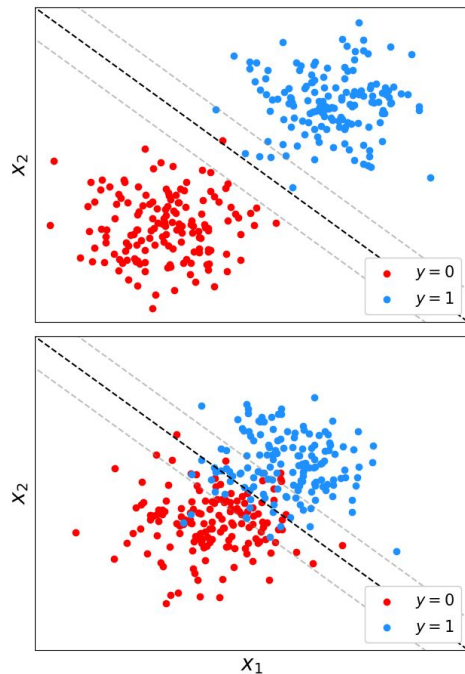 x₂
y = 0
y = 1
x₂
y = 0
y = 1
x₁